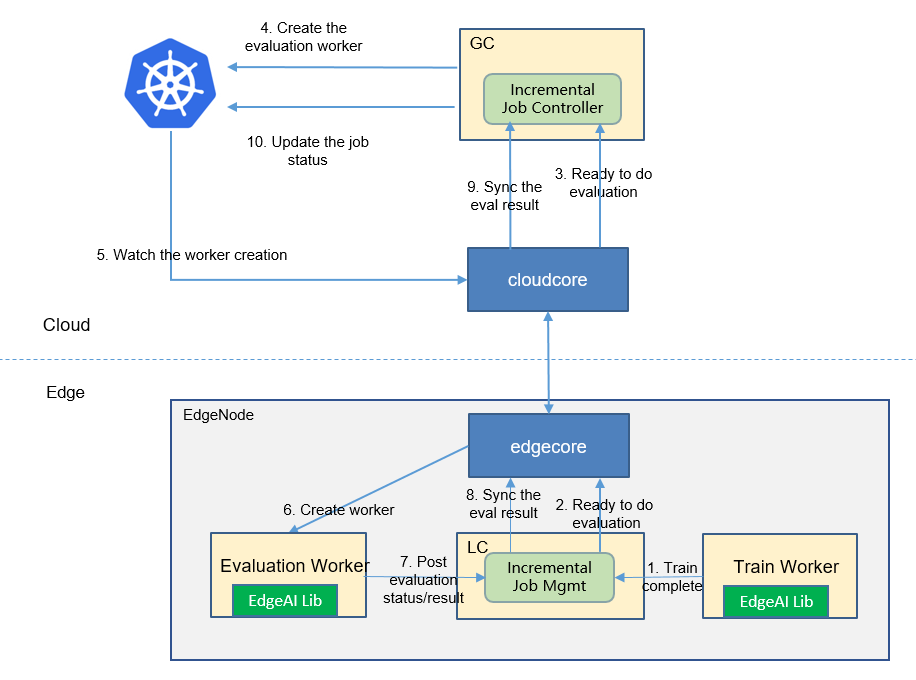 4. Create the
evaluation worker
GC
Incremental
Job Controller
10. Update the job
status
9. Sync the
eval result
3. Ready to do
evaluation
5. Watch the worker creation
cloudcore
Cloud
Edge
EdgeNode
edgecore
8. Sync the
eval result
2. Ready to do
evaluation
6. Create worker
Evaluation Worker
EdgeAI Lib
7. Post
evaluation
status/result
LC
Incremental
Job Mgmt
1. Train
complete
Train Worker
EdgeAI Lib